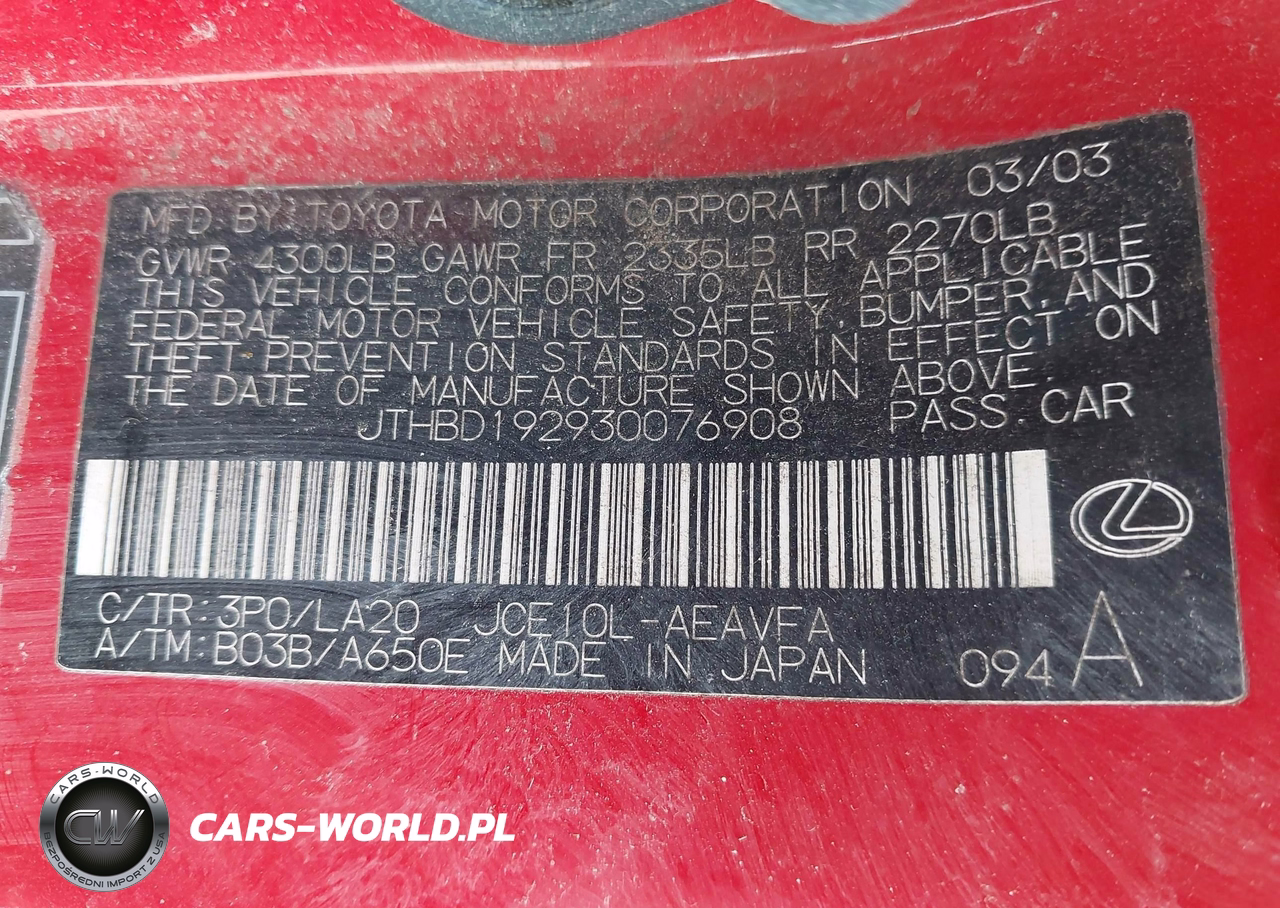 MFD BY: TOYOTA MOTOR CORPORATION 03/03
GVWR 4300LB GAWR FR 2335LB RR 2270LB
THIS VEHICLE CONFORMS TO ALL APPLICABLE
FEDERAL MOTOR VEHICLE SAFETY, BUMPER, AND
THEFT PREVENTION STANDARDS IN EFFECT ON
THE DATE OF MANUFACTURE SHOWN ABOVE.
JTHBD192930076908 PASS.CAR
C/TR:3P0/LA20 JCE10L-AEAVFA
A/TM:B03B/A650E MADE IN JAPAN 094 A
CARS-WORLD
CW
BEZPOŚREDNI IMPORT Z USA
CARS-WORLD.PL